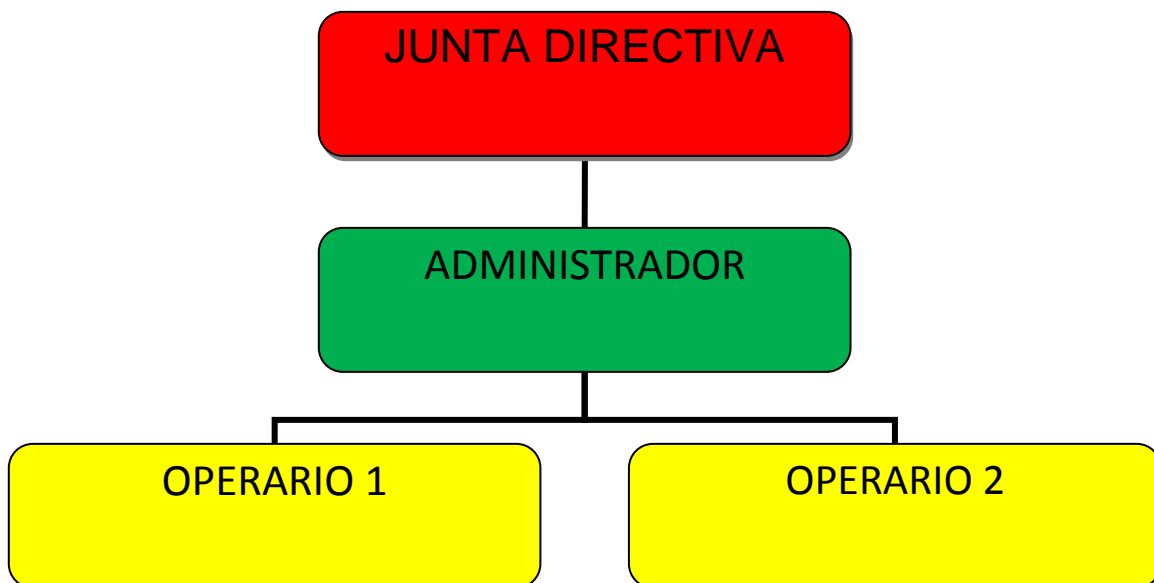 JUNTA DIRECTIVA
ADMINISTRADOR
OPERARIO 1
OPERARIO 2